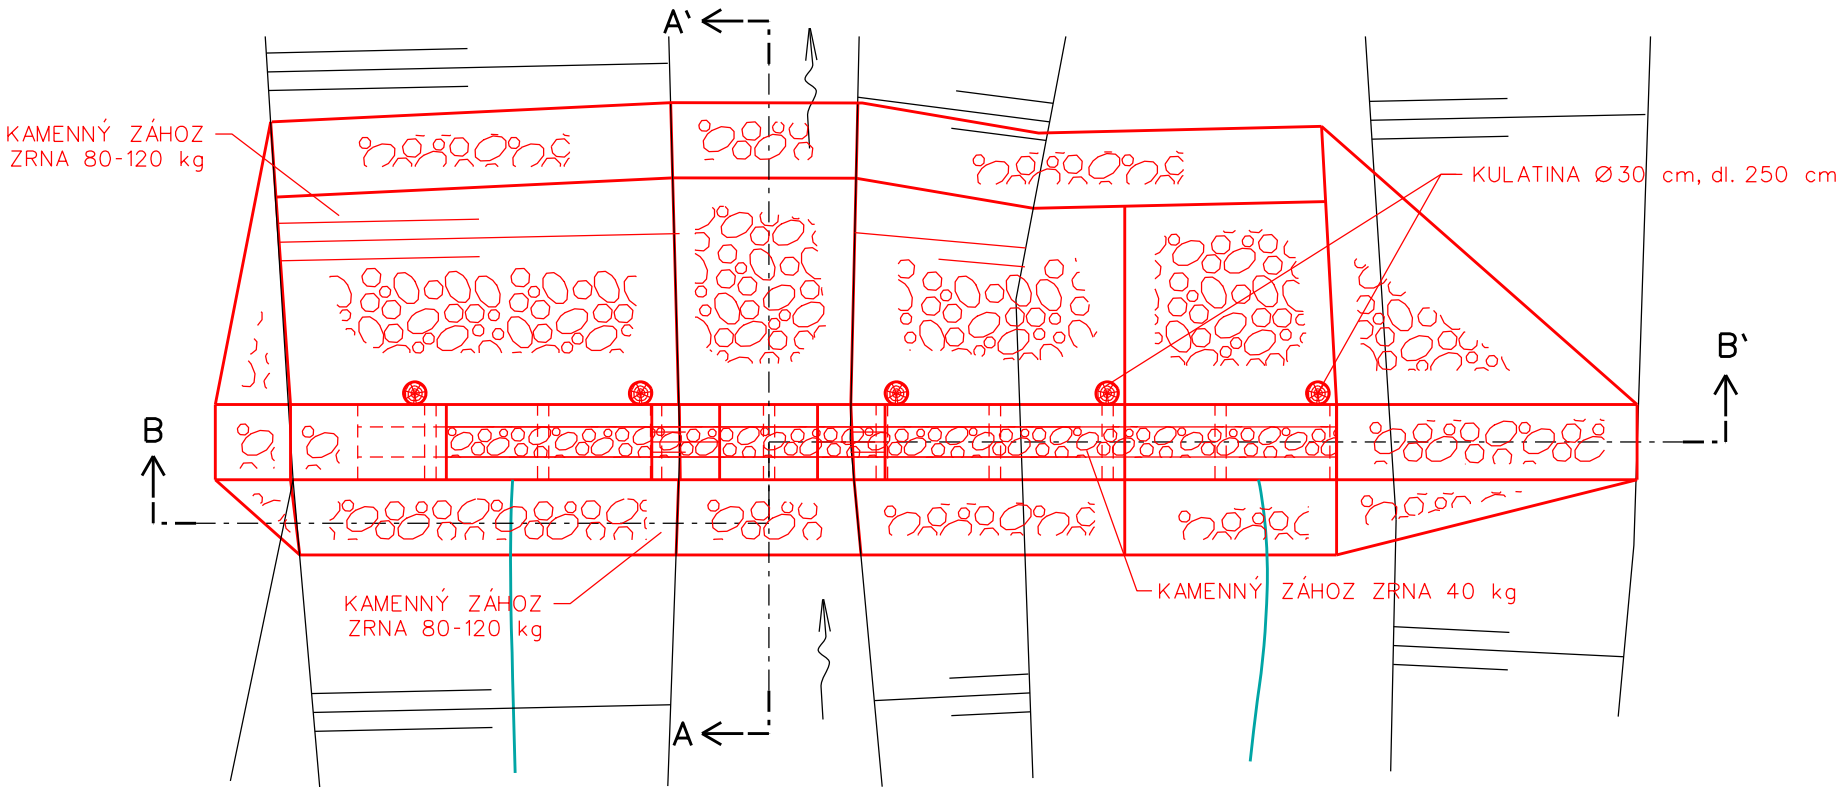 A'
KAMENNÝ ZÁHOZ
ZRNA 80-120 kg
KULATINA Ø30 cm, dl. 250 cm
B'
B
KAMENNÝ ZÁHOZ ZRNA 40 kg
KAMENNÝ ZÁHOZ
ZRNA 80-120 kg
A